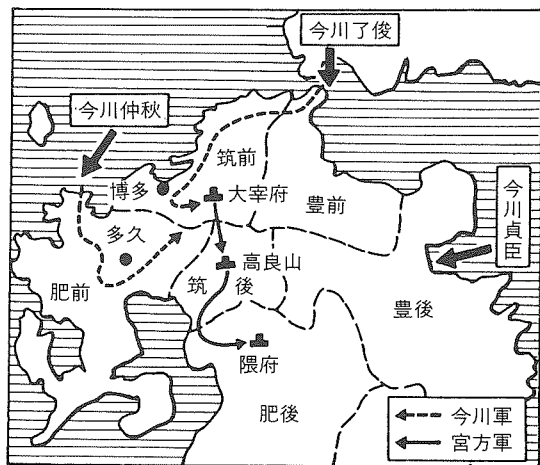 今川了俊
今川仲秋
筑前
博多
大宰府
豊前
今川貞臣
多久
高良山
肥前
筑後
豊後
隈府
肥後
今川軍
宮方軍